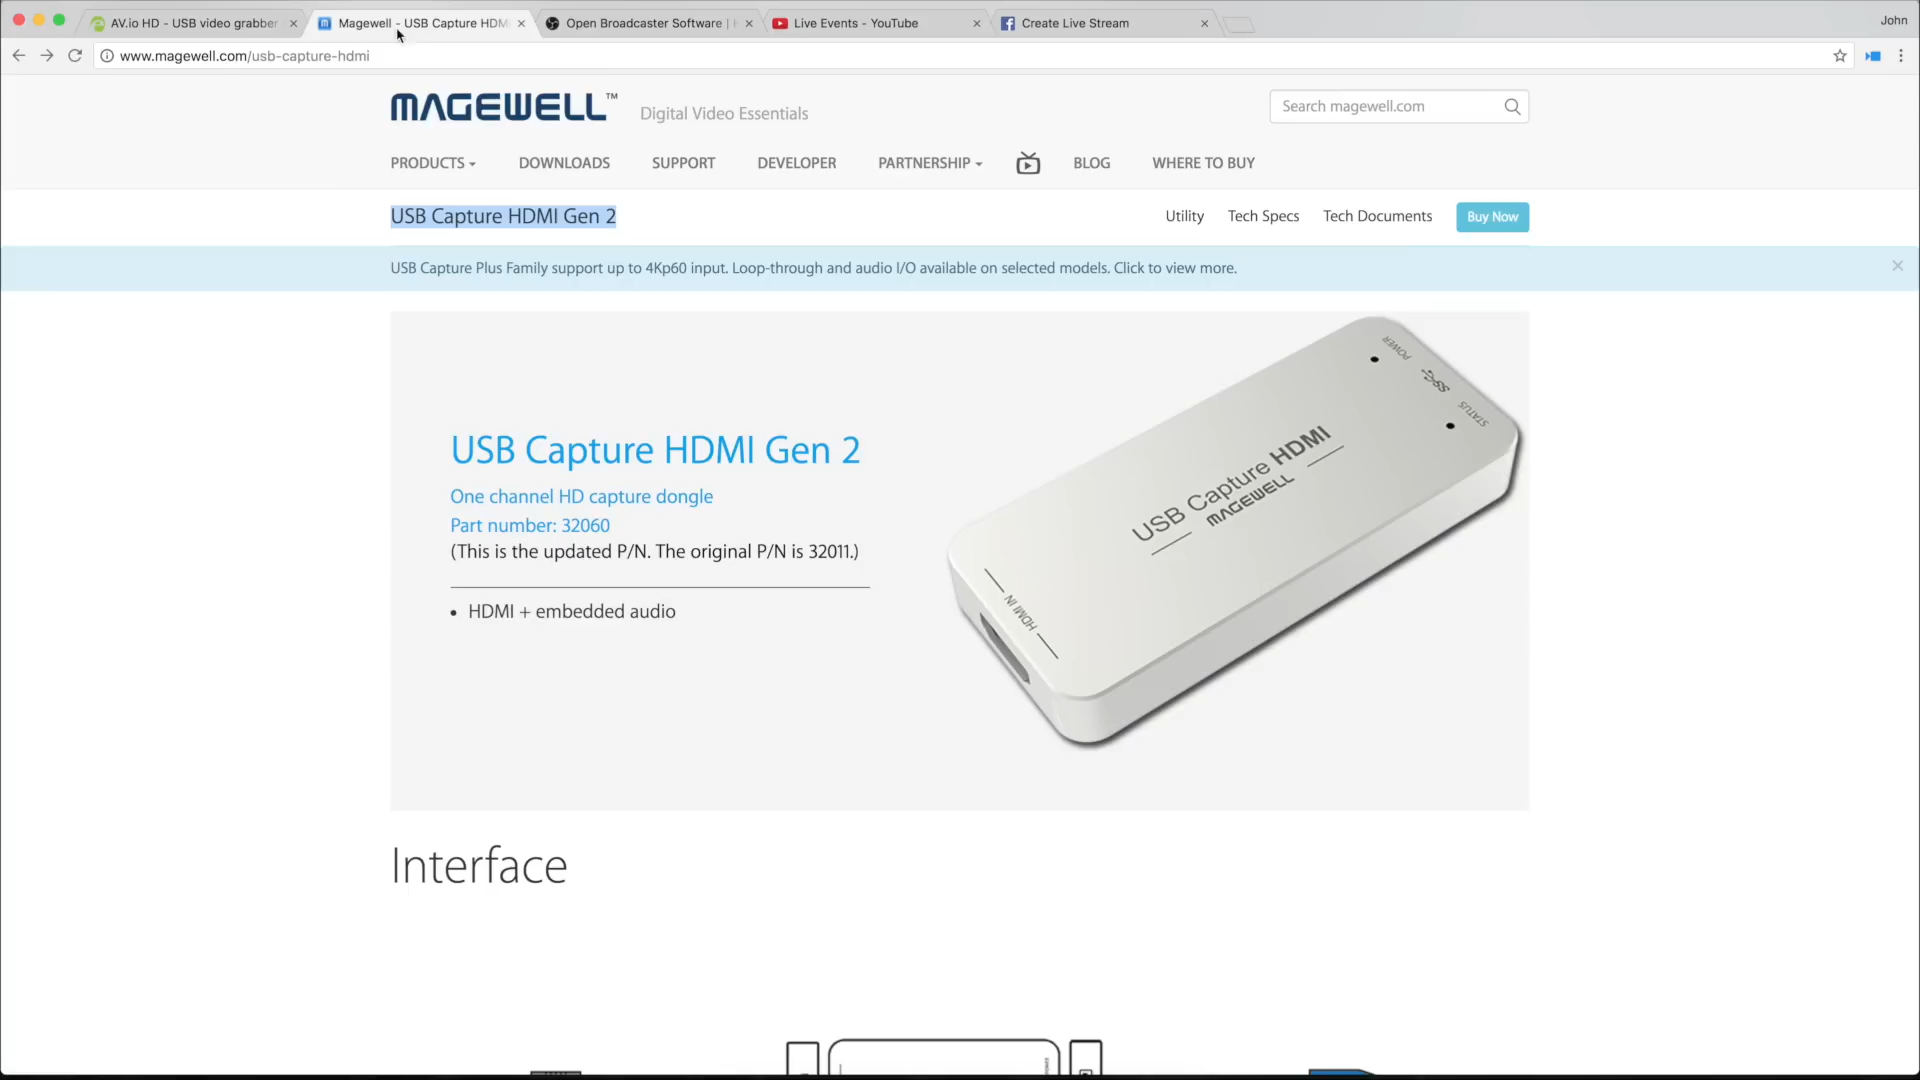 AV.io HD - USB video grabber
Magewell - USB Capture HDM
Open Broadcaster Software |
Live Events - YouTube
Create Live Stream
John
www.magewell.com/usb-capture-hdmi
MAGEWELL™
Digital Video Essentials
Search magewell.com
PRODUCTS
DOWNLOADS
SUPPORT
DEVELOPER
PARTNERSHIP
BLOG
WHERE TO BUY
USB Capture HDMI Gen 2
Utility
Tech Specs
Tech Documents
Buy Now
USB Capture Plus Family support up to 4Kp60 input. Loop-through and audio I/O available on selected models. Click to view more.
POWER
SS
STATUS
USB Capture HDMI
MAGEWELL
HDMI IN
USB Capture HDMI Gen 2
One channel HD capture dongle
Part number: 32060
(This is the updated P/N. The original P/N is 32011.)
• HDMI + embedded audio
Interface